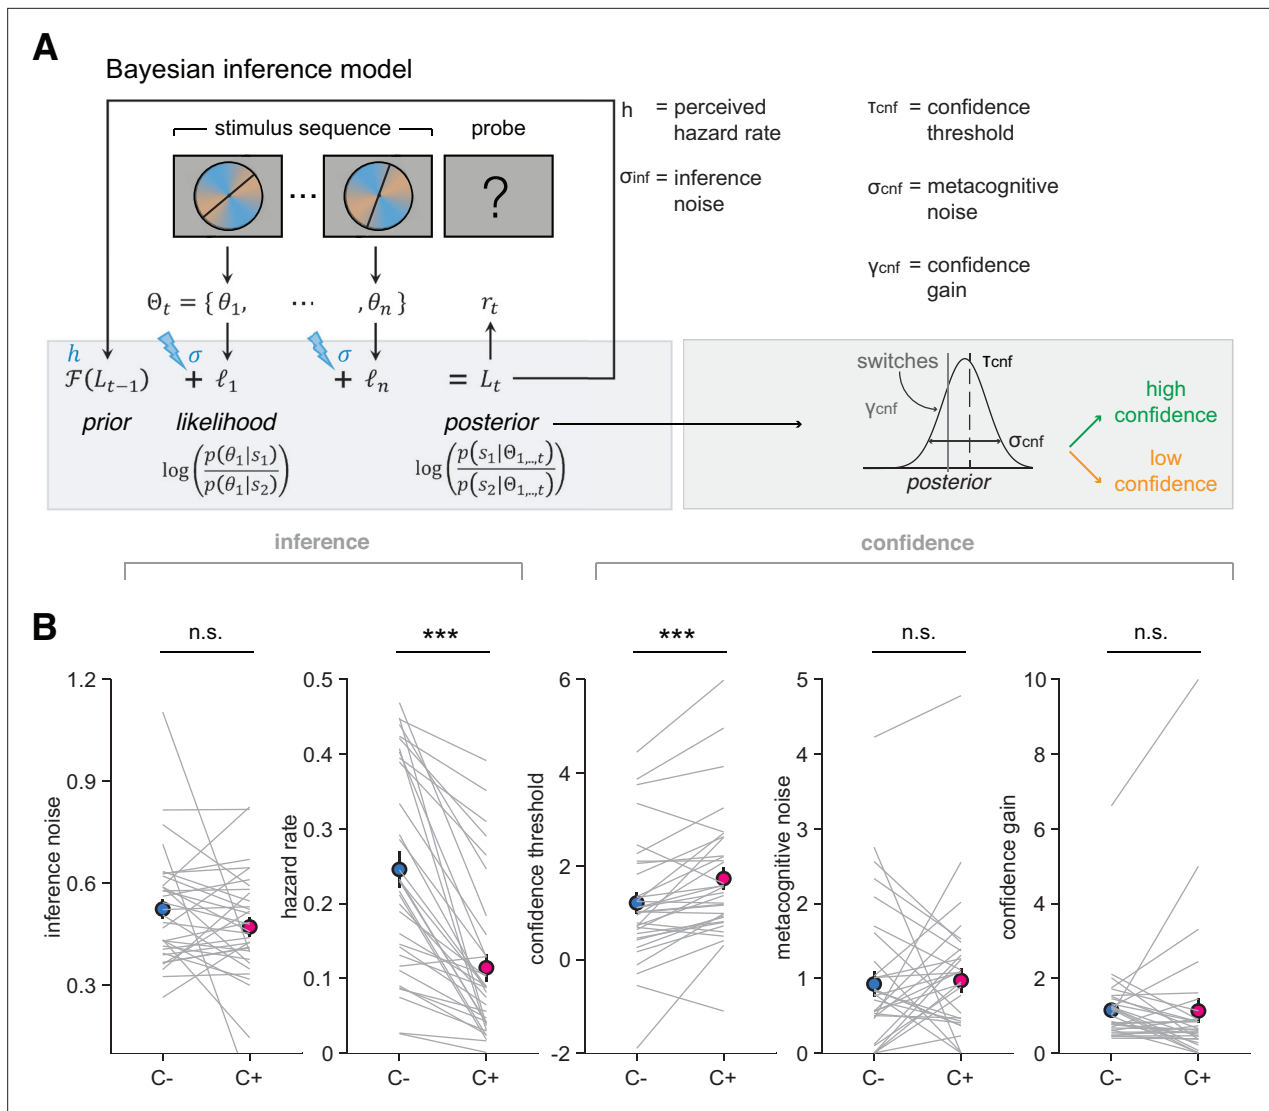 A
Bayesian inference model
stimulus sequence
probe
...
?
h = perceived
hazard rate
σinf = inference
noise
τcnf = confidence
threshold
σcnf = metacognitive
noise
γcnf = confidence
gain
Θt = { θ1, ⋯ , θn }
rt
h
σ
σ
ℱ(Lt−1) + ℓ1 + ℓn = Lt
prior
likelihood
posterior
log(p(θ1|s1)/p(θ1|s2))
log(p(s1|Θ1,..,t)/p(s2|Θ1,..,t))
switches
τcnf
γcnf
σcnf
posterior
high
confidence
low
confidence
inference
confidence
B
n.s.
***
***
n.s.
n.s.
inference noise
1.2
0.9
0.6
0.3
C- C+
hazard rate
0.5
0.4
0.3
0.2
0.1
0
C- C+
confidence threshold
6
4
2
0
-2
C- C+
metacognitive noise
5
4
3
2
1
0
C- C+
confidence gain
10
8
6
4
2
0
C- C+